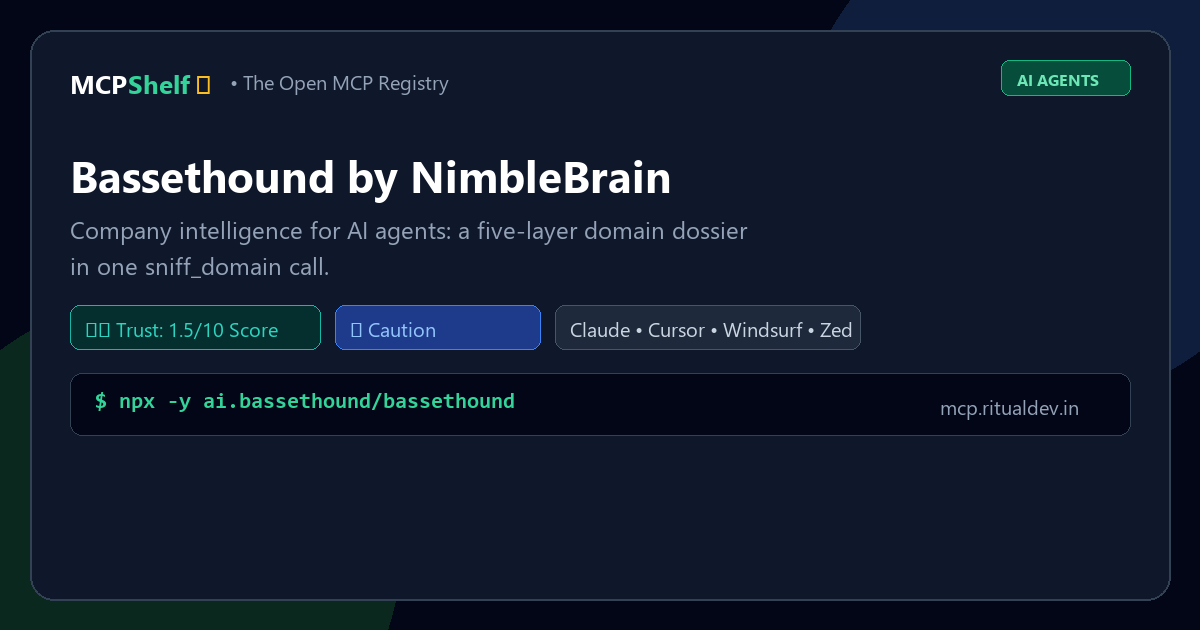 MCPShelf • The Open MCP Registry
AI AGENTS
Bassethound by NimbleBrain
Company intelligence for AI agents: a five-layer domain dossier
in one sniff_domain call.
Trust: 1.5/10 Score
Caution
Claude • Cursor • Windsurf • Zed
$ npx -y ai.bassethound/bassethound
mcp.ritualdev.in